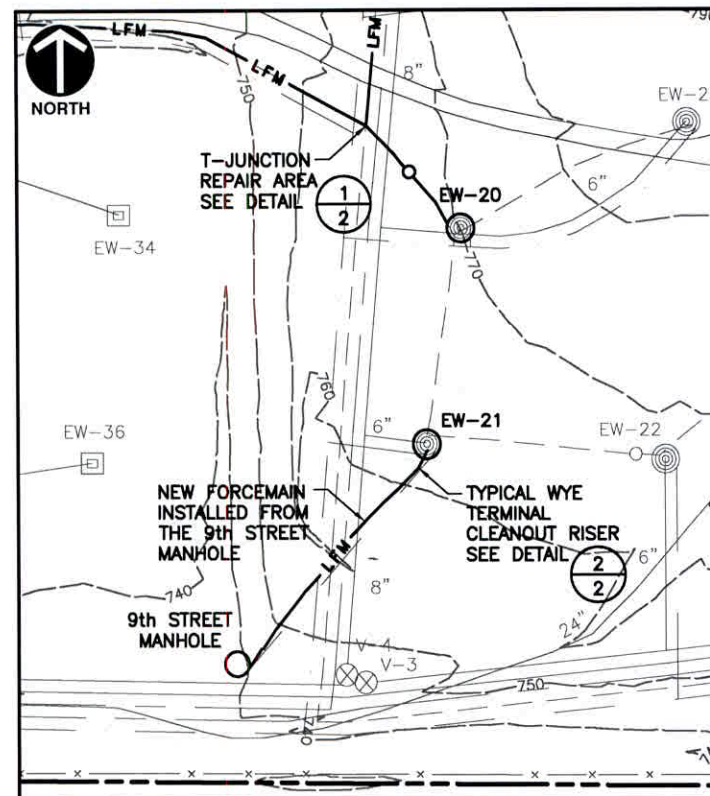 LFM
LFM
LFM
790
8"
EW-2
NORTH
750
T-JUNCTION
REPAIR AREA
SEE DETAIL
1
2
EW-20
6"
EW-34
770
760
EW-21
6"
EW-22
EW-36
NEW FORCEMAIN
INSTALLED FROM
THE 9th STREET
MANHOLE
LFM
TYPICAL WYE
TERMINAL
CLEANOUT RISER
SEE DETAIL
2
2
6"
8"
24"
740
9th STREET
MANHOLE
V-4
V-3
750
740